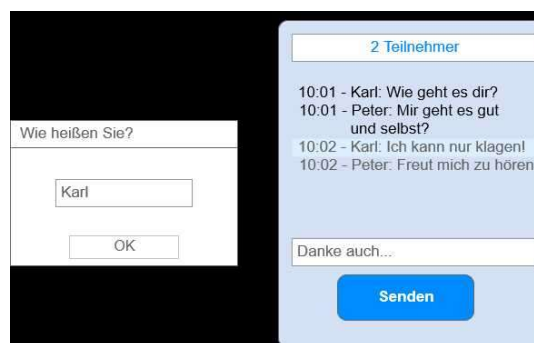 Wie heißen Sie?
Karl
OK
2 Teilnehmer
10:01 - Karl: Wie geht es dir?
10:01 - Peter: Mir geht es gut
und selbst?
10:02 - Karl: Ich kann nur klagen!
10:02 - Peter: Freut mich zu hören
Danke auch...
Senden